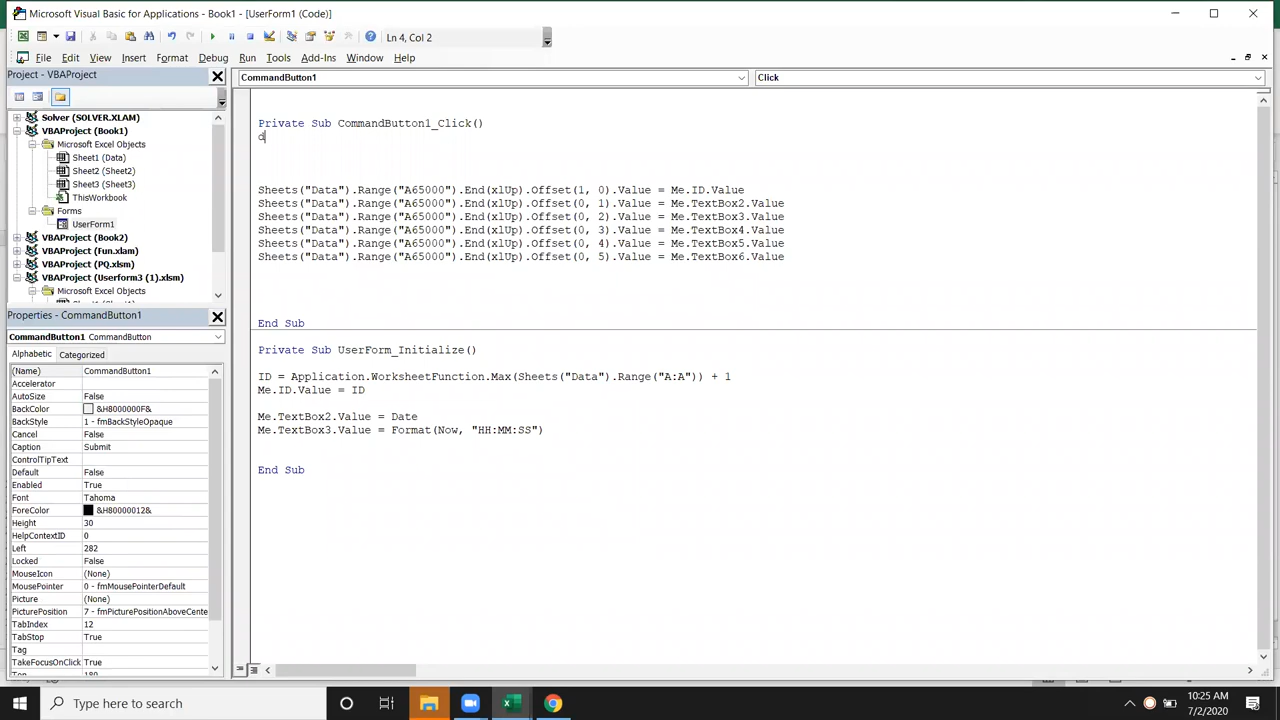 Microsoft Visual Basic for Applications - Book1 - [UserForm1 (Code)]
Ln 4, Col 2
File Edit View Insert Format Debug Run Tools Add-Ins Window Help
Project - VBAProject
Solver (SOLVER.XLAM)
VBAProject (Book1)
Microsoft Excel Objects
Sheet1 (Data)
Sheet2 (Sheet2)
Sheet3 (Sheet3)
ThisWorkbook
Forms
UserForm1
VBAProject (Book2)
VBAProject (Fun.xlam)
VBAProject (PQ.xlsm)
VBAProject (Userform3 (1).xlsm)
Microsoft Excel Objects
Properties - CommandButton1
CommandButton1 CommandButton
Alphabetic Categorized
(Name) CommandButton1
Accelerator
AutoSize False
BackColor &H8000000F&
BackStyle 1 - fmBackStyleOpaque
Cancel False
Caption Submit
ControlTipText
Default False
Enabled True
Font Tahoma
ForeColor &H80000012&
Height 30
HelpContextID 0
Left 282
Locked False
MouseIcon (None)
MousePointer 0 - fmMousePointerDefault
Picture (None)
PicturePosition 7 - fmPicturePositionAboveCente
TabIndex 12
TabStop True
Tag
TakeFocusOnClick True
Top 180
CommandButton1 Click
Private Sub CommandButton1_Click()
Sheets("Data").Range("A65000").End(xlUp).Offset(1, 0).Value = Me.ID.Value
Sheets("Data").Range("A65000").End(xlUp).Offset(0, 1).Value = Me.TextBox2.Value
Sheets("Data").Range("A65000").End(xlUp).Offset(0, 2).Value = Me.TextBox3.Value
Sheets("Data").Range("A65000").End(xlUp).Offset(0, 3).Value = Me.TextBox4.Value
Sheets("Data").Range("A65000").End(xlUp).Offset(0, 4).Value = Me.TextBox5.Value
Sheets("Data").Range("A65000").End(xlUp).Offset(0, 5).Value = Me.TextBox6.Value
End Sub
Private Sub UserForm_Initialize()
ID = Application.WorksheetFunction.Max(Sheets("Data").Range("A:A")) + 1
Me.ID.Value = ID
Me.TextBox2.Value = Date
Me.TextBox3.Value = Format(Now, "HH:MM:SS")
End Sub
Type here to search
10:25 AM
7/2/2020